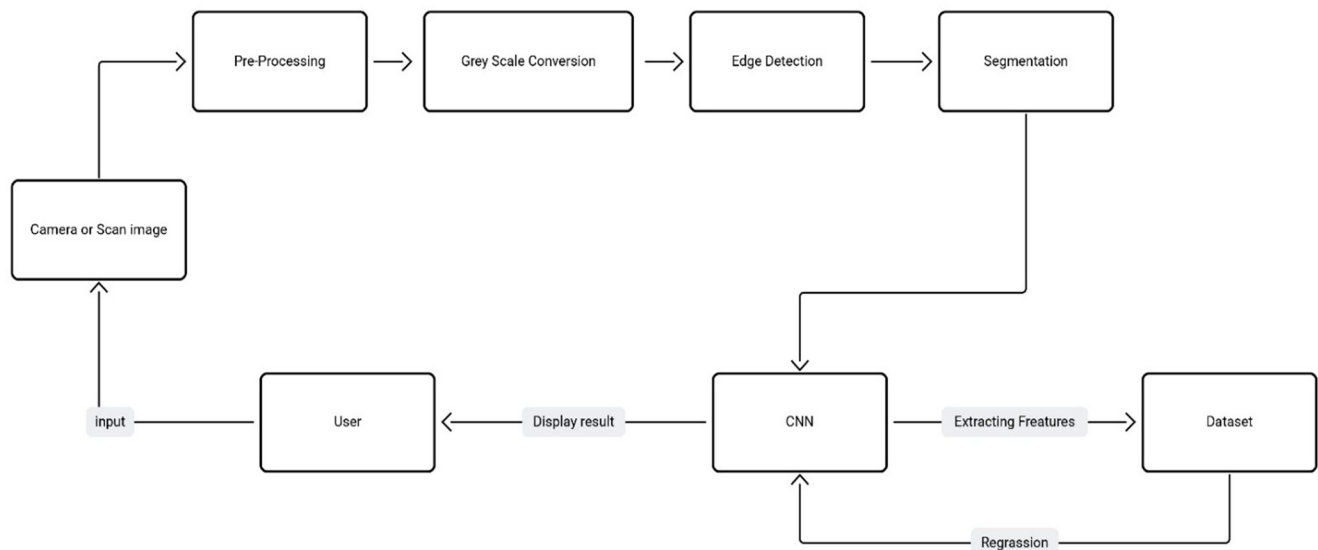 Pre-Processing
Grey Scale Conversion
Edge Detection
Segmentation
Camera or Scan image
input
User
Display result
CNN
Extracting Freatures
Dataset
Regrassion